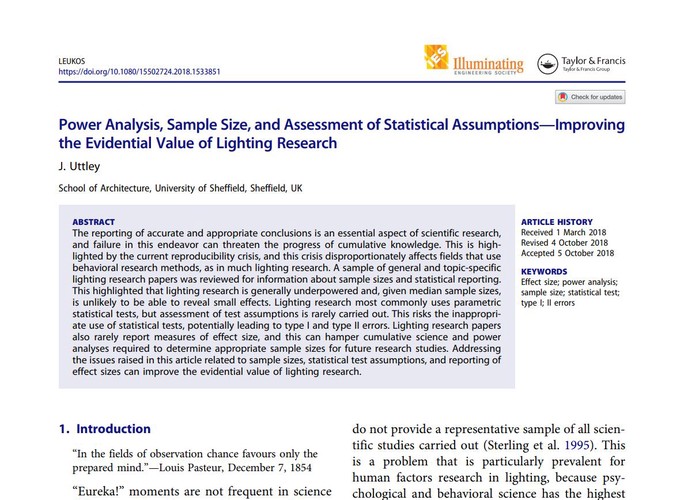 LEUKOS
https://doi.org/10.1080/15502724.2018.1533851
IES Illuminating
ENGINEERING SOCIETY
Taylor & Francis
Taylor & Francis Group
Check for updates
Power Analysis, Sample Size, and Assessment of Statistical Assumptions—Improving
the Evidential Value of Lighting Research
J. Uttley
School of Architecture, University of Sheffield, Sheffield, UK
ABSTRACT
The reporting of accurate and appropriate conclusions is an essential aspect of scientific research,
and failure in this endeavor can threaten the progress of cumulative knowledge. This is high-
lighted by the current reproducibility crisis, and this crisis disproportionately affects fields that use
behavioral research methods, as in much lighting research. A sample of general and topic-specific
lighting research papers was reviewed for information about sample sizes and statistical reporting.
This highlighted that lighting research is generally underpowered and, given median sample sizes,
is unlikely to be able to reveal small effects. Lighting research most commonly uses parametric
statistical tests, but assessment of test assumptions is rarely carried out. This risks the inappropri-
ate use of statistical tests, potentially leading to type I and type II errors. Lighting research papers
also rarely report measures of effect size, and this can hamper cumulative science and power
analyses required to determine appropriate sample sizes for future research studies. Addressing
the issues raised in this article related to sample sizes, statistical test assumptions, and reporting of
effect sizes can improve the evidential value of lighting research.
ARTICLE HISTORY
Received 1 March 2018
Revised 4 October 2018
Accepted 5 October 2018
KEYWORDS
Effect size; power analysis;
sample size; statistical test;
type I; II errors
1. Introduction
“In the fields of observation chance favours only the
prepared mind.”—Louis Pasteur, December 7, 1854
“Eureka!” moments are not frequent in science
do not provide a representative sample of all scien-
tific studies carried out (Sterling et al. 1995). This
is a problem that is particularly prevalent for
human factors research in lighting, because psy-
chological and behavioral science has the highest